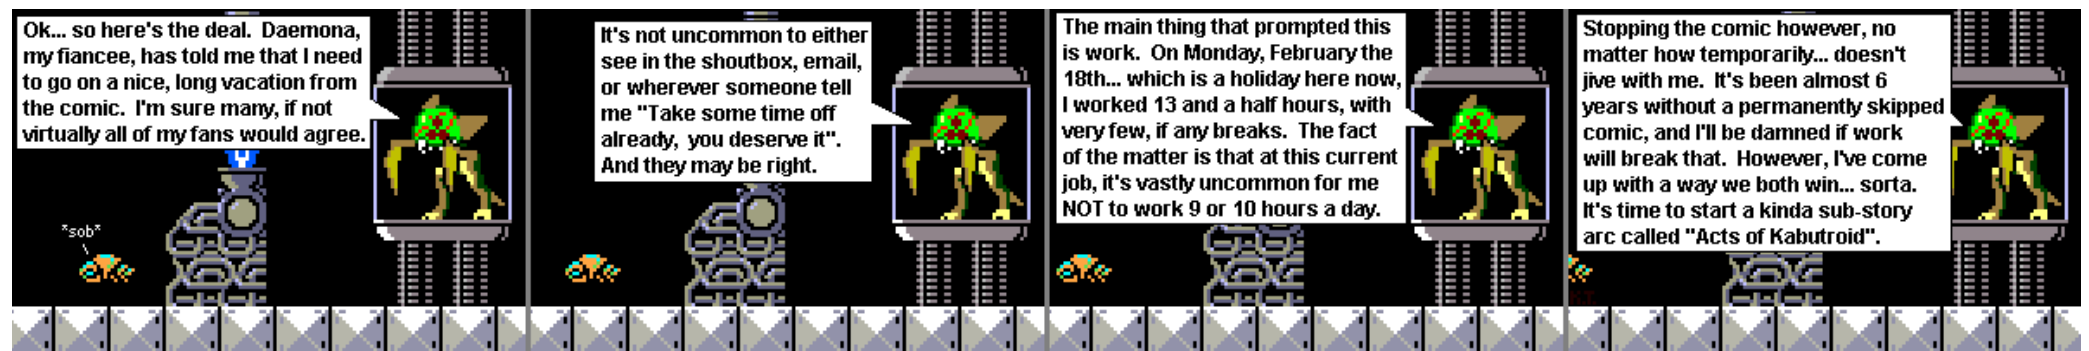 Ok... so here's the deal.  Daemona,
my fiancee, has told me that I need
to go on a nice, long vacation from
the comic.  I'm sure many, if not
virtually all of my fans would agree.
*sob*
It's not uncommon to either
see in the shoutbox, email,
or wherever someone tell
me "Take some time off
already, you deserve it".
And they may be right.
The main thing that prompted this
is work.  On Monday, February the
18th... which is a holiday here now,
I worked 13 and a half hours, with
very few, if any breaks.  The fact
of the matter is that at this current
job, it's vastly uncommon for me
NOT to work 9 or 10 hours a day.
Stopping the comic however, no
matter how temporarily... doesn't
jive with me.  It's been almost 6
years without a permanently skipped
comic, and I'll be damned if work
will break that.  However, I've come
up with a way we both win... sorta.
It's time to start a kinda sub-story
arc called "Acts of Kabutroid".